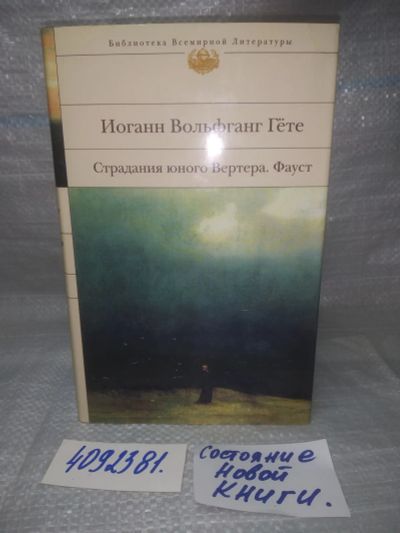 Библиотека Всемирной Литературы
Иоганн Вольфганг Гёте
Страдания юного Вертера. Фауст
4092381.
Состояние
новой
книги.